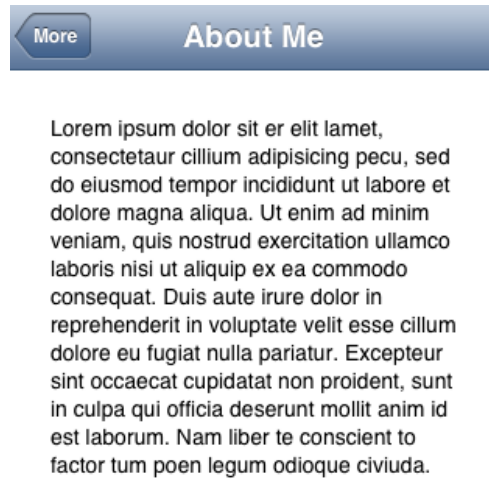 More
About Me
Lorem ipsum dolor sit er elit lamet,
consectetaur cillium adipisicing pecu, sed
do eiusmod tempor incididunt ut labore et
dolore magna aliqua. Ut enim ad minim
veniam, quis nostrud exercitation ullamco
laboris nisi ut aliquip ex ea commodo
consequat. Duis aute irure dolor in
reprehenderit in voluptate velit esse cillum
dolore eu fugiat nulla pariatur. Excepteur
sint occaecat cupidatat non proident, sunt
in culpa qui officia deserunt mollit anim id
est laborum. Nam liber te conscient to
factor tum poen legum odioque civiuda.